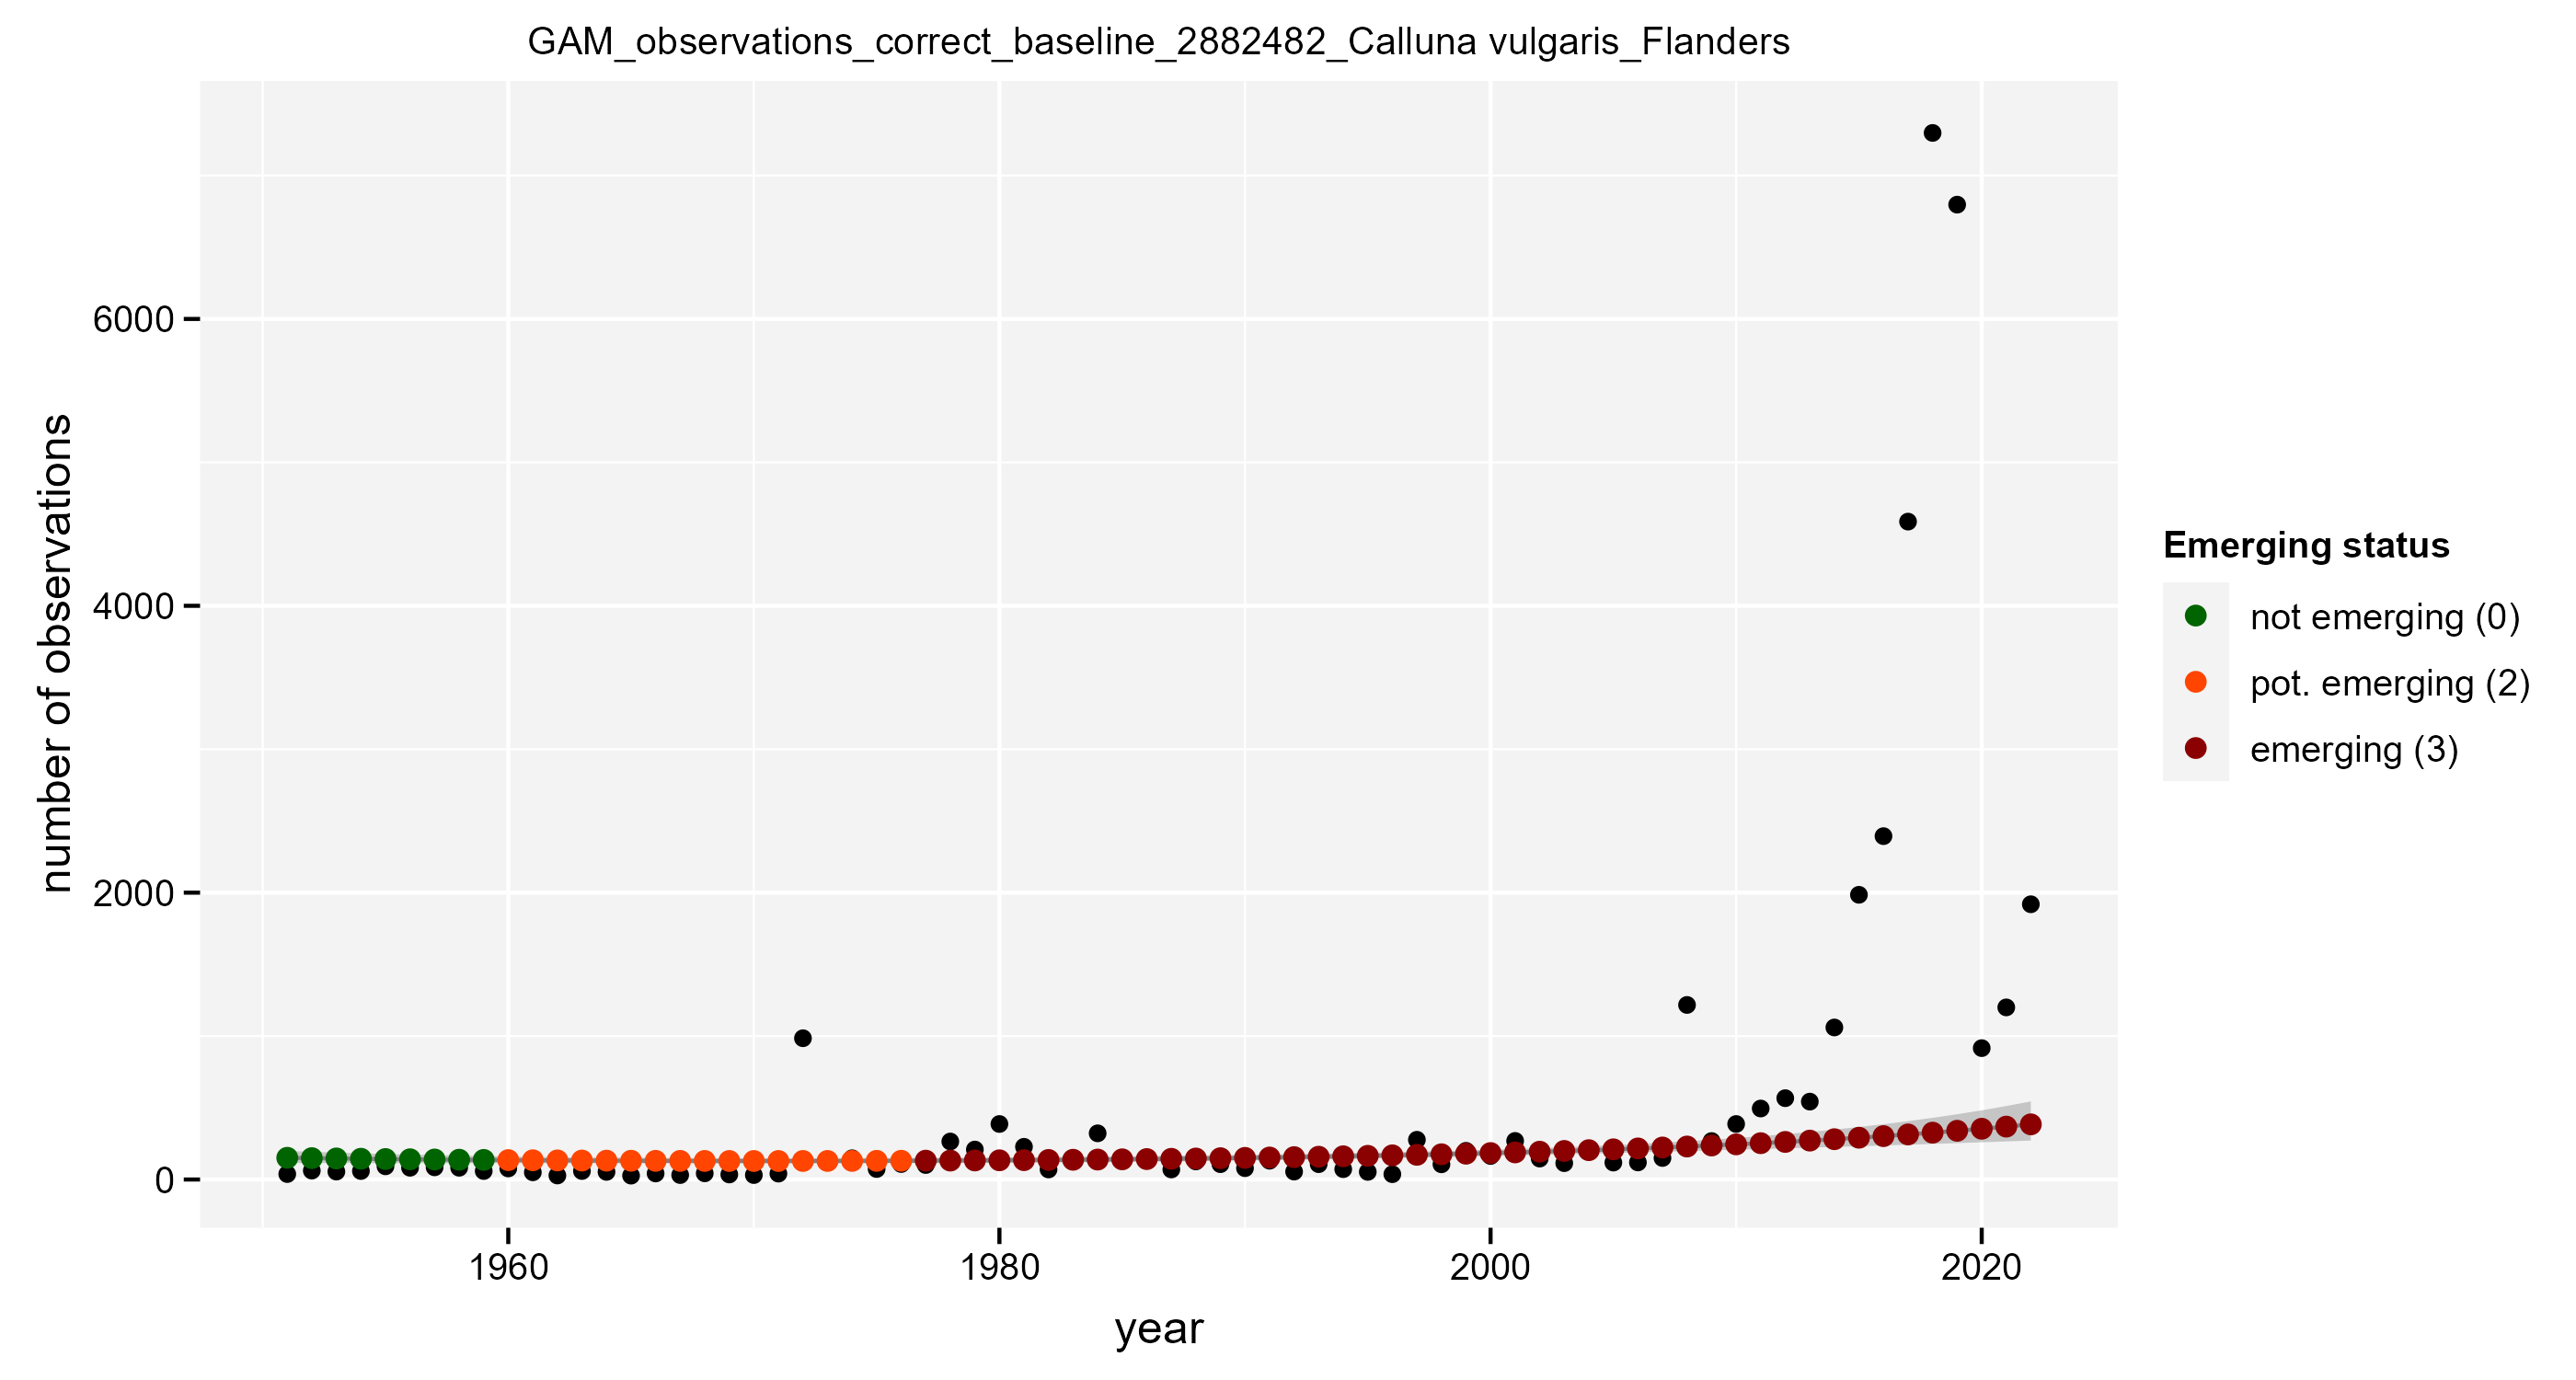 GAM_observations_correct_baseline_2882482_Calluna vulgaris_Flanders
number of observations
6000
4000
2000
0
1960
1980
2000
2020
year
Emerging status
not emerging (0)
pot. emerging (2)
emerging (3)